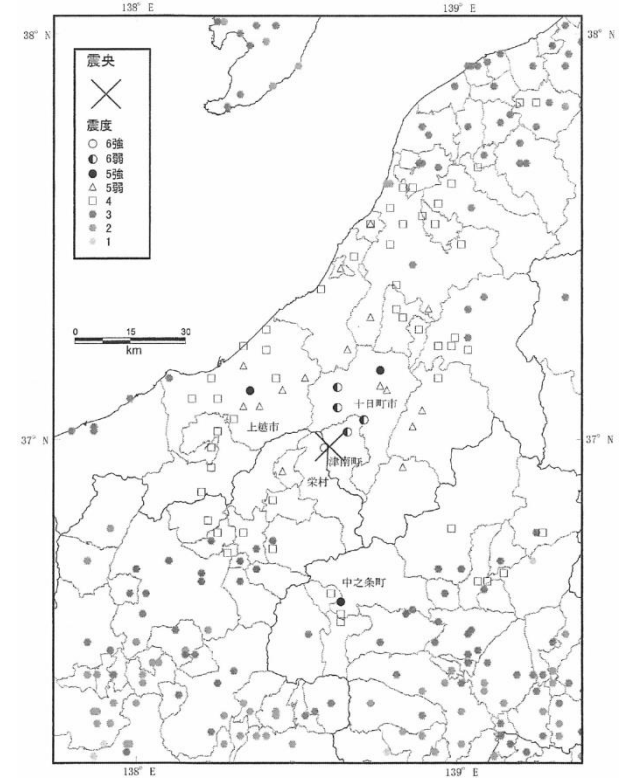 138° E
139° E
38° N
38° N
震央
震度
6強
6弱
5強
5弱
4
3
2
1
0 15 30
km
十日町市
上越市
37° N
37° N
津南町
栄村
中之条町
138° E
139° E